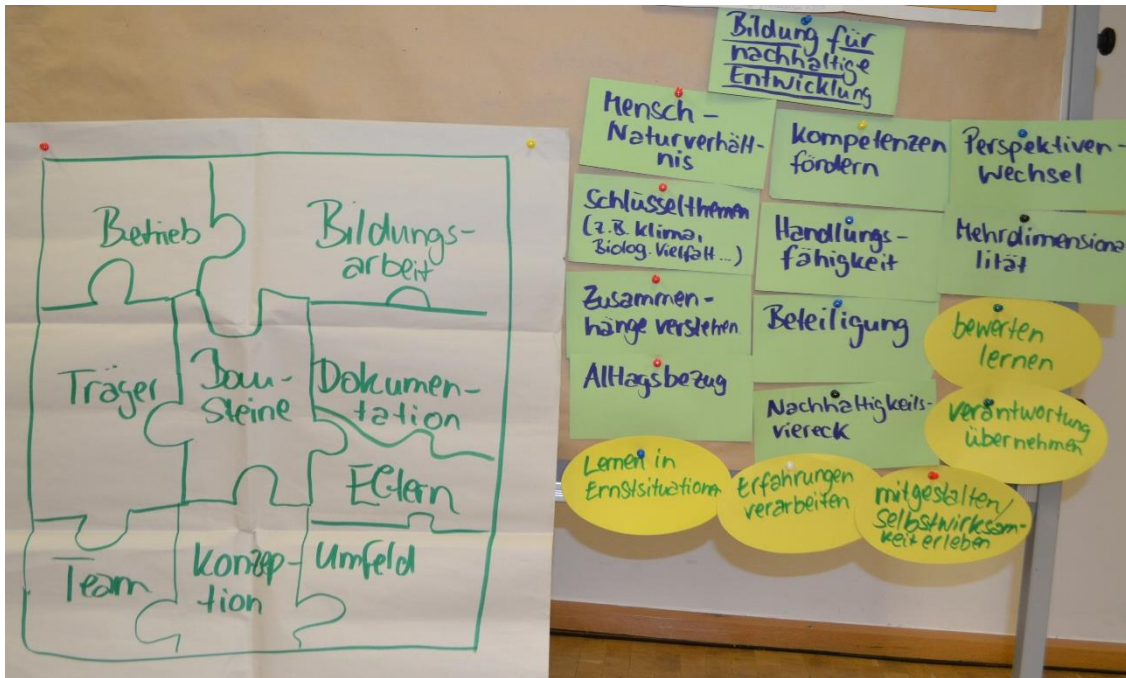 Betrieb
Bildungs-
arbeit
Träger
Bau-
steine
Dokumen-
tation
Eltern
Team
Konzep-
tion
Umfeld
Bildung für
nachhaltige
Entwicklung
Mensch -
Naturverhält-
nis
Kompetenzen
fördern
Perspektiven-
Wechsel
Schlüsselthemen
(z.B. Klima,
Biolog. Vielfalt ...)
Handlungs-
fähigkeit
Mehrdimensiona
lität
Zusammen-
hänge verstehen
Beteiligung
bewerten
lernen
Alltagsbezug
Nachhaltigkeits-
viereck
verantwortung
übernehmen
Lernen in
Ernstsituationen
Erfahrungen
verarbeiten
mitgestalten/
Selbstwirksam-
keit erleben